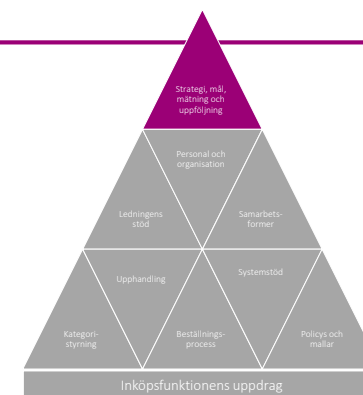 Strategi, mål,
mätning och
uppföljning
Personal och
organisation
Ledningens
stöd
Samarbets-
former
Upphandling
Systemstöd
Kategori-
styrning
Beställnings-
process
Policys och
mallar
Inköpsfunktionens uppdrag